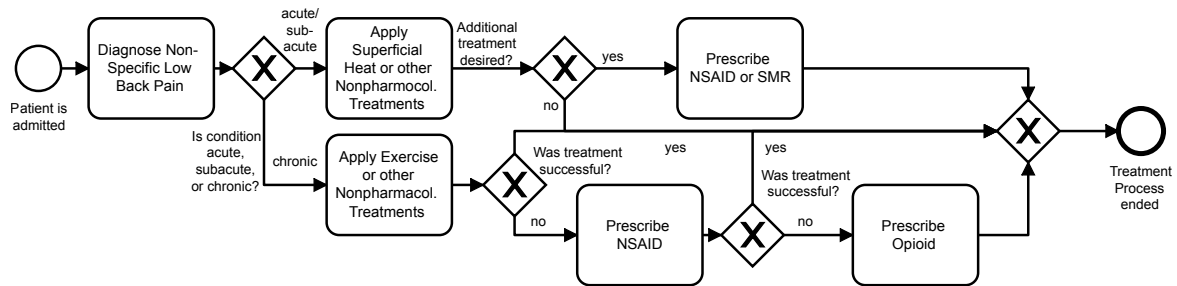 Patient is
admitted
Diagnose Non-
Specific Low
Back Pain
Is condition
acute,
subacute,
or chronic?
acute/
sub-
acute
Apply
Superficial
Heat or other
Nonpharmocol.
Treatments
Additional
treatment
desired?
yes
Prescribe
NSAID or SMR
no
chronic
Apply Exercise
or other
Nonpharmacol.
Treatments
Was treatment
successful?
yes
no
Prescribe
NSAID
Was treatment
successful?
yes
no
Prescribe
Opioid
Treatment
Process
ended